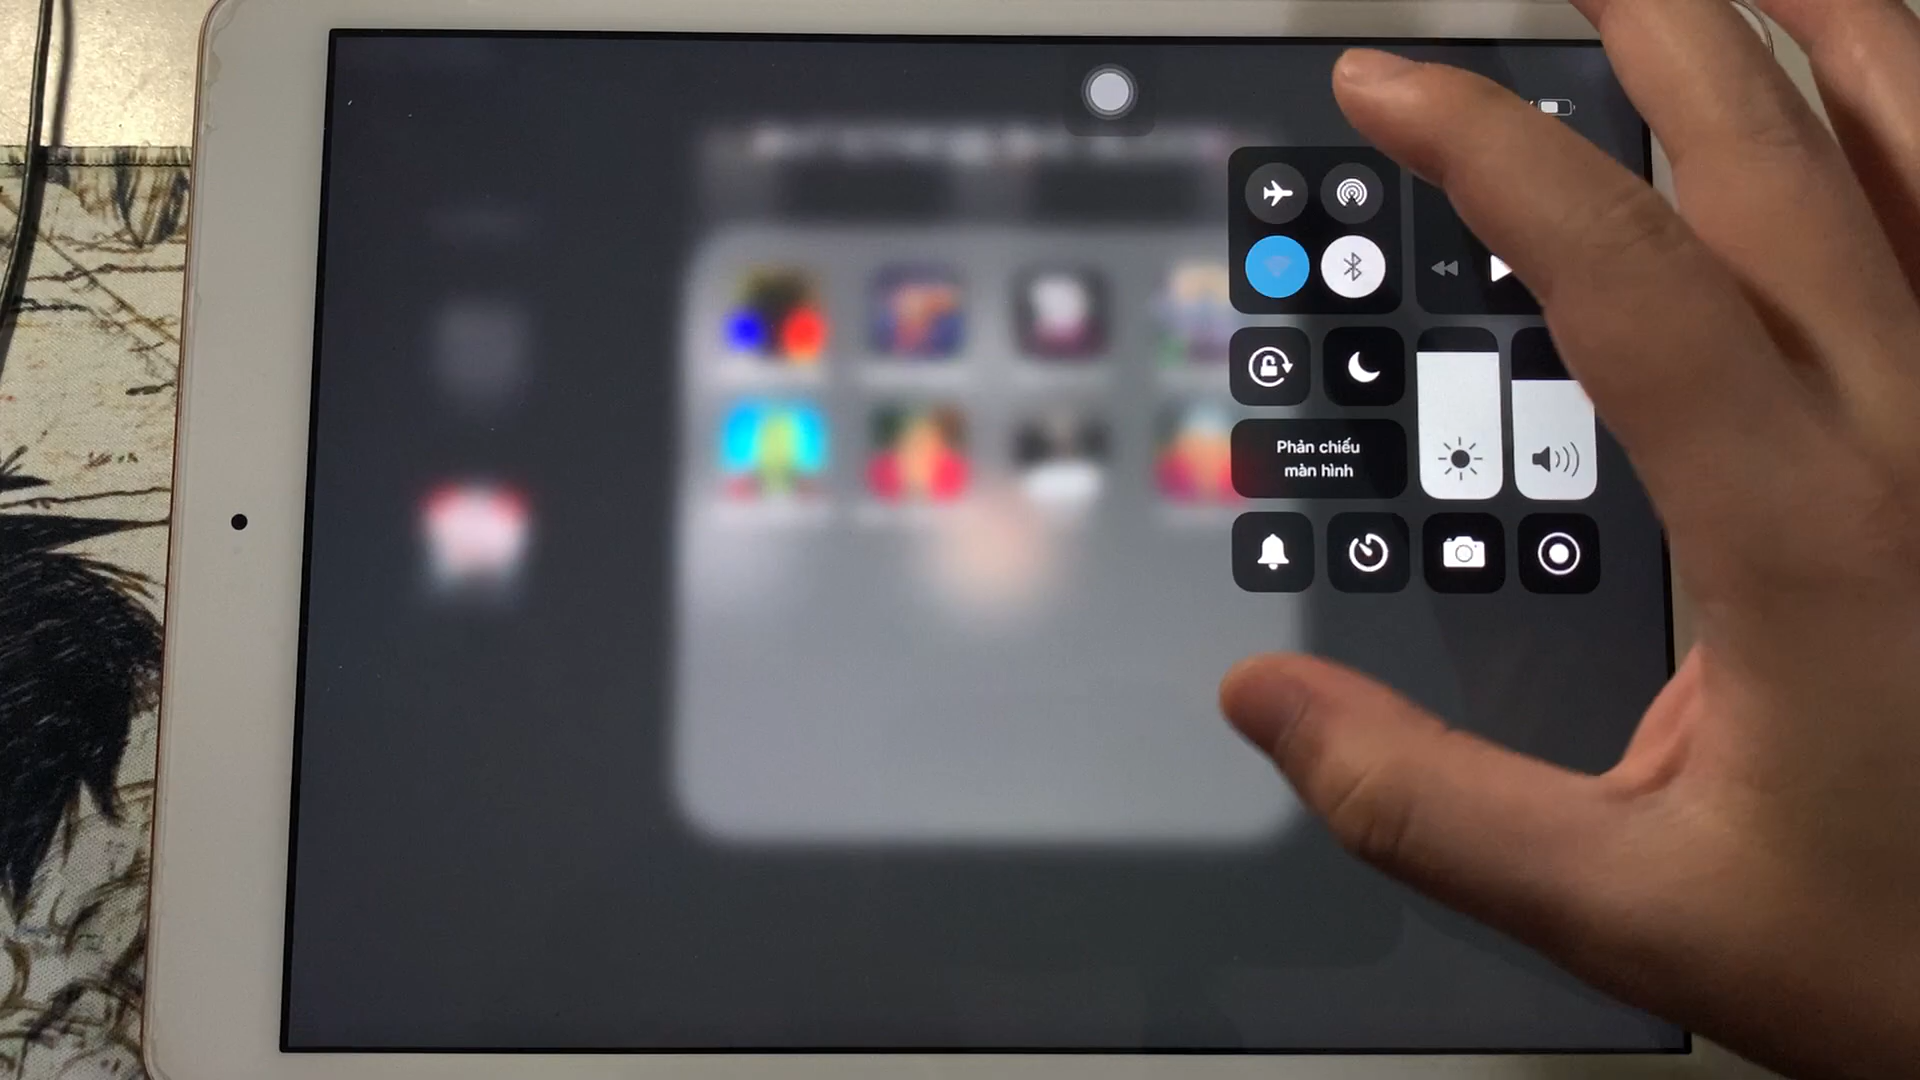 Phản chiếu
màn hình